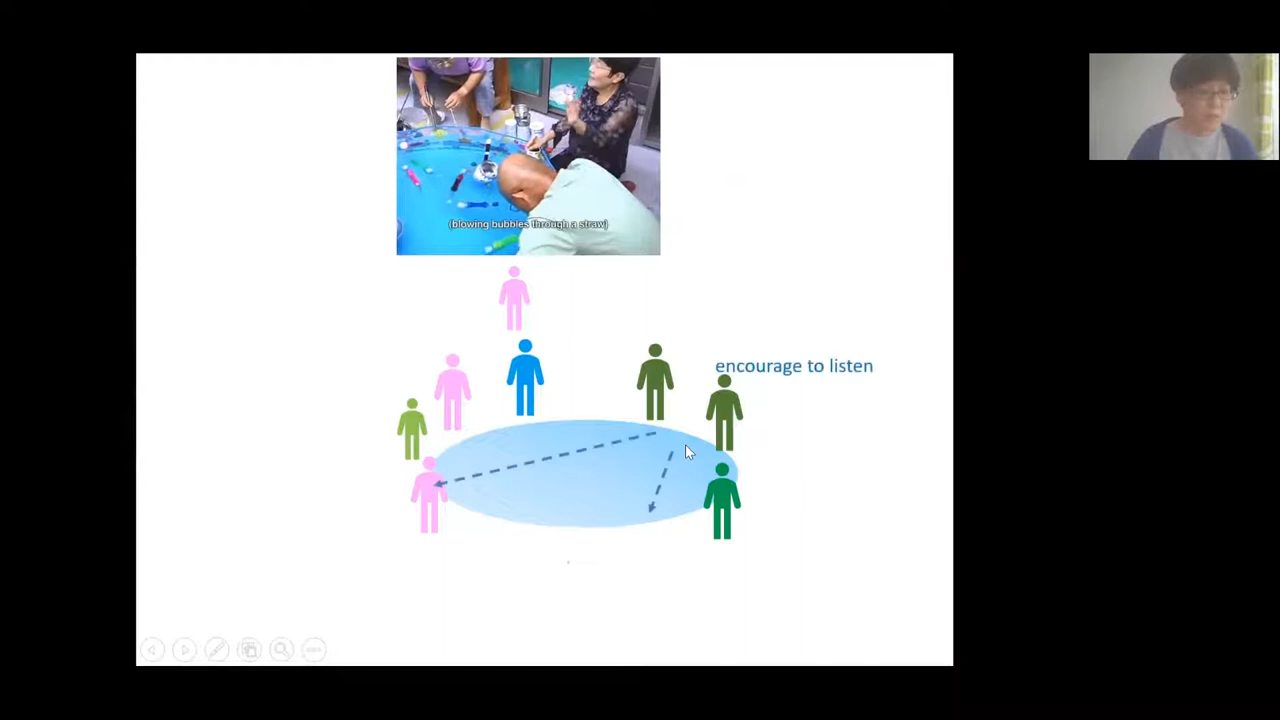 (blowing bubbles through a straw)
encourage to listen